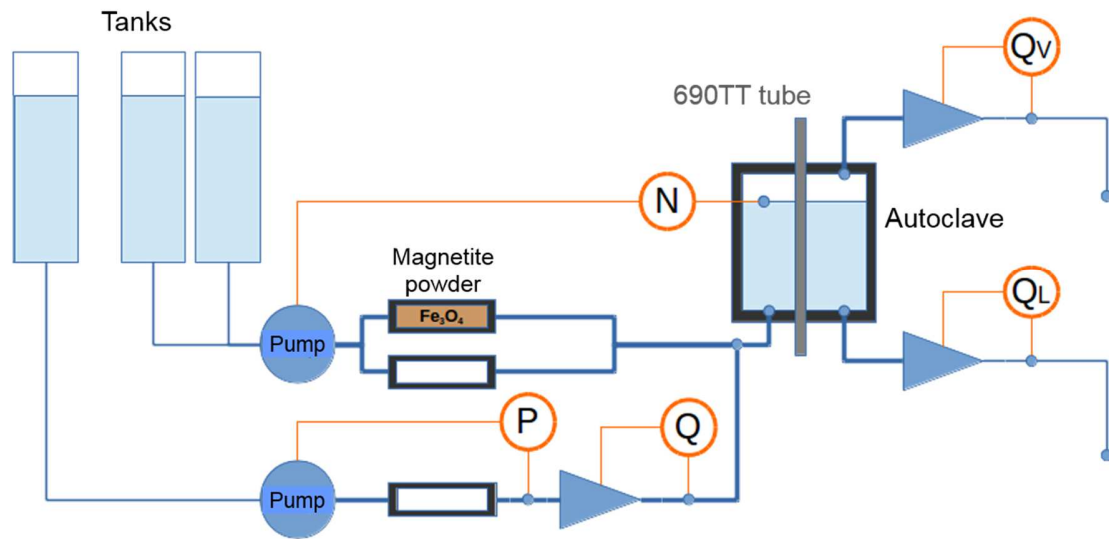 Tanks
Qv
690TT tube
N
Autoclave
Magnetite
powder
Fe₃O₄
QL
Pump
P
Q
Pump